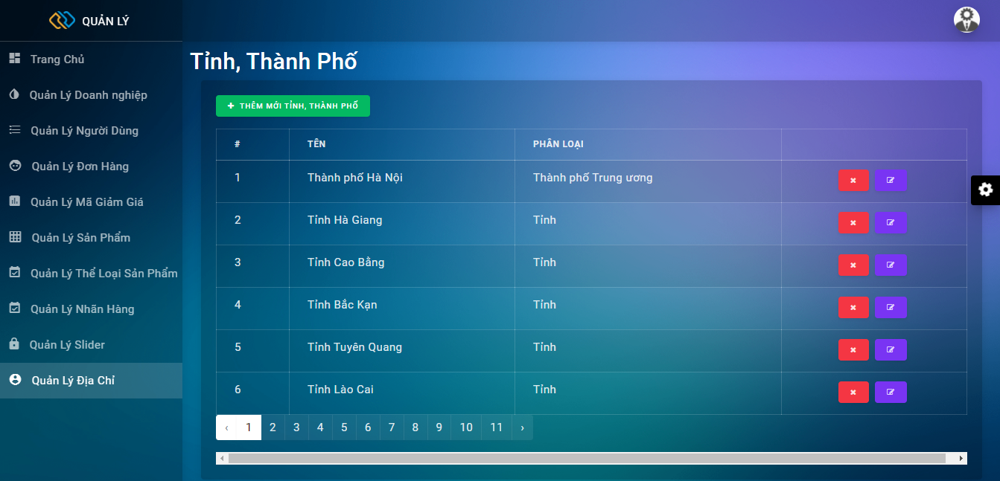 QUẢN LÝ
Trang Chủ
Quản Lý Doanh nghiệp
Quản Lý Người Dùng
Quản Lý Đơn Hàng
Quản Lý Mã Giảm Giá
Quản Lý Sản Phẩm
Quản Lý Thể Loại Sản Phẩm
Quản Lý Nhãn Hàng
Quản Lý Slider
Quản Lý Địa Chỉ
Tỉnh, Thành Phố
+ THÊM MỚI TỈNH, THÀNH PHỐ
# TÊN PHÂN LOẠI
1 Thành phố Hà Nội Thành phố Trung ương
2 Tỉnh Hà Giang Tỉnh
3 Tỉnh Cao Bằng Tỉnh
4 Tỉnh Bắc Kạn Tỉnh
5 Tỉnh Tuyên Quang Tỉnh
6 Tỉnh Lào Cai Tỉnh
‹ 1 2 3 4 5 6 7 8 9 10 11 ›